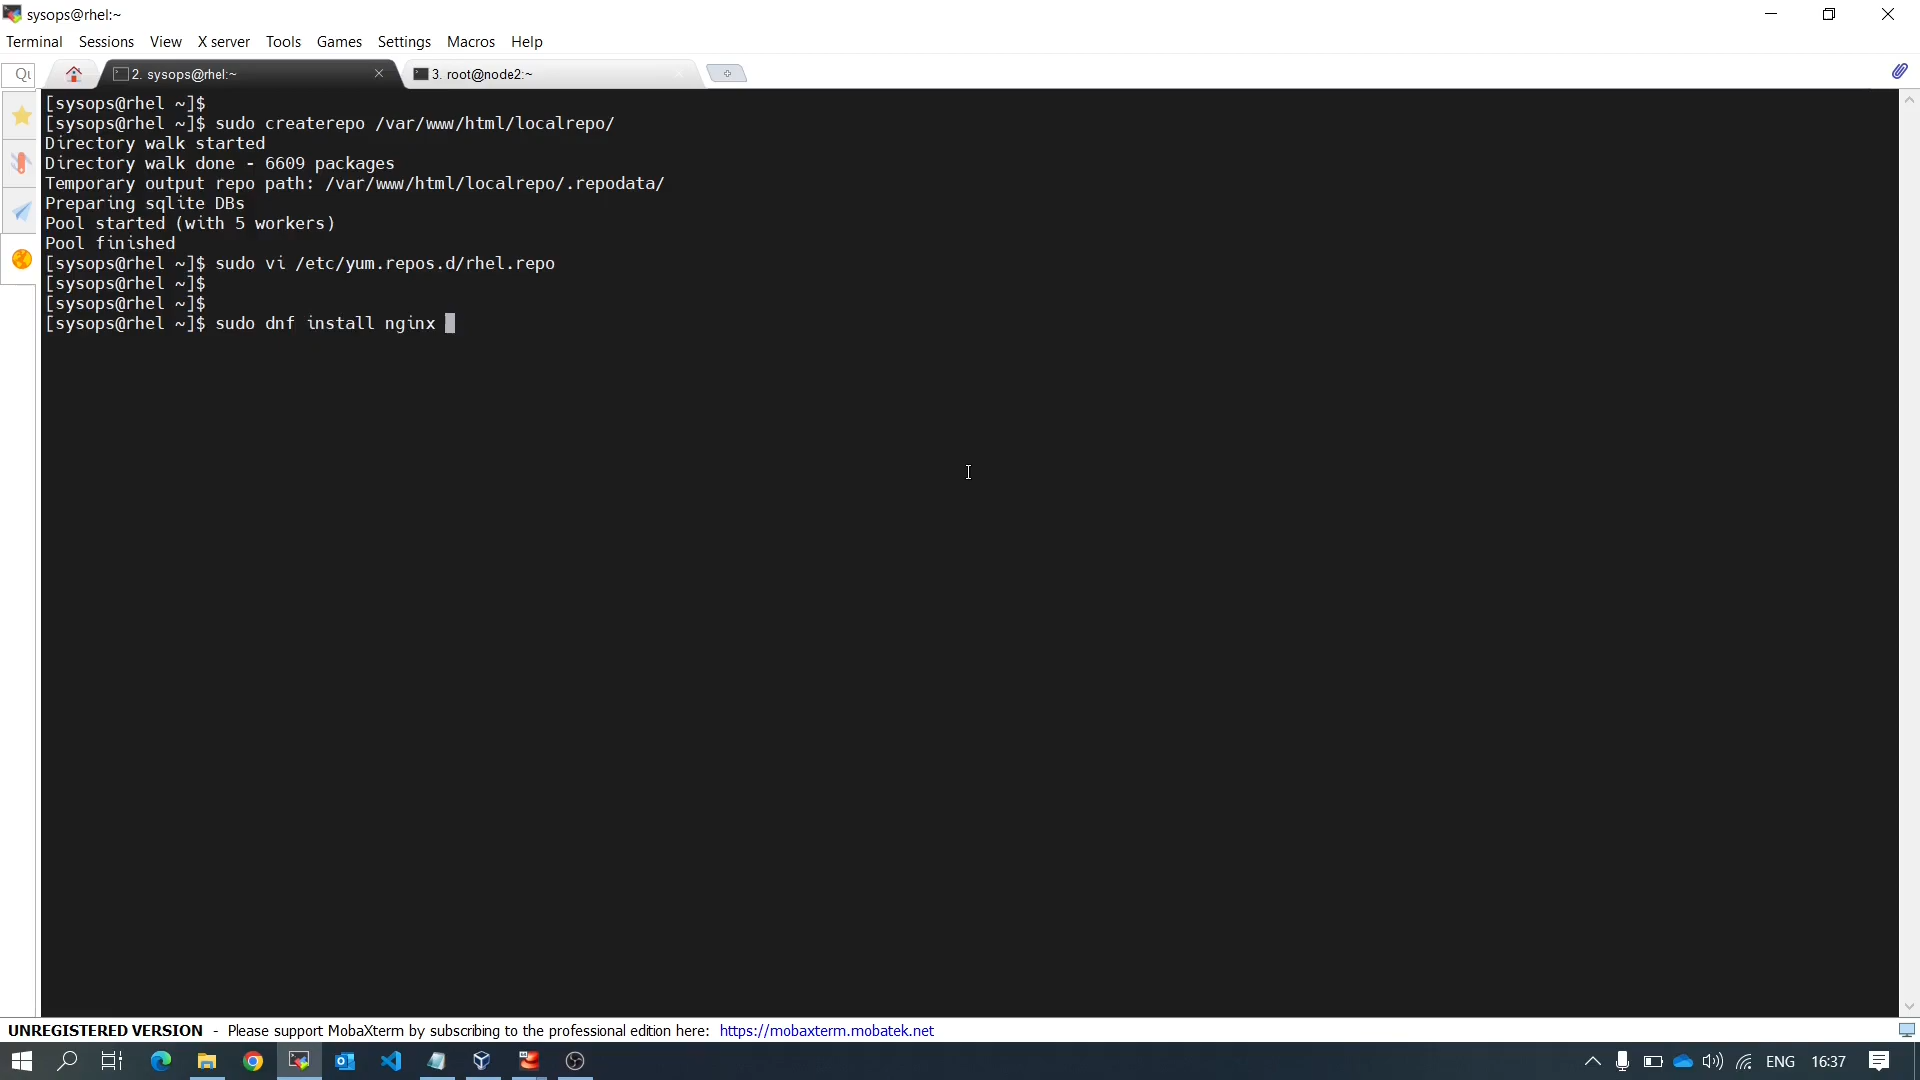 sysops@rhel:~
Terminal Sessions View X server Tools Games Settings Macros Help
2. sysops@rhel:~
3. root@node2:~
[sysops@rhel ~]$
[sysops@rhel ~]$ sudo createrepo /var/www/html/localrepo/
Directory walk started
Directory walk done - 6609 packages
Temporary output repo path: /var/www/html/localrepo/.repodata/
Preparing sqlite DBs
Pool started (with 5 workers)
Pool finished
[sysops@rhel ~]$ sudo vi /etc/yum.repos.d/rhel.repo
[sysops@rhel ~]$
[sysops@rhel ~]$
[sysops@rhel ~]$ sudo dnf install nginx
UNREGISTERED VERSION - Please support MobaXterm by subscribing to the professional edition here: https://mobaxterm.mobatek.net
ENG 16:37